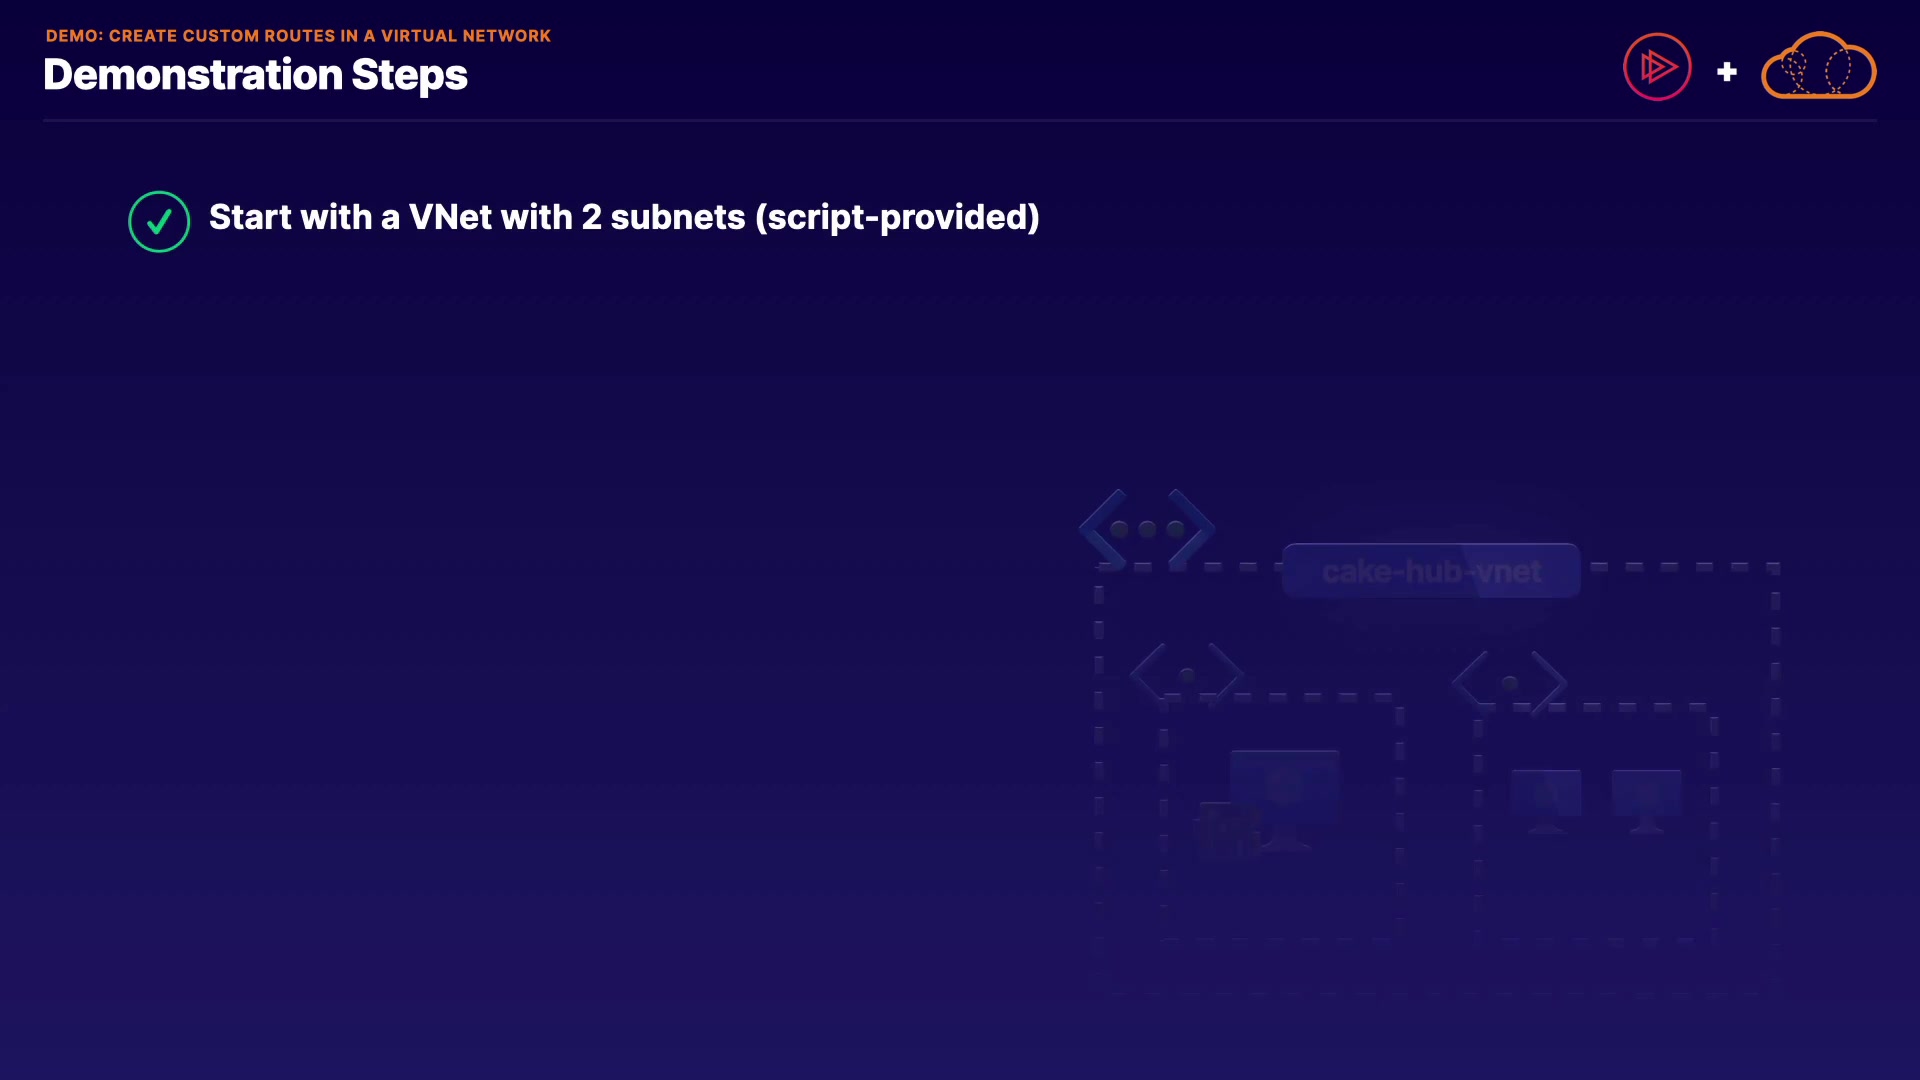 DEMO: CREATE CUSTOM ROUTES IN A VIRTUAL NETWORK
Demonstration Steps
Start with a VNet with 2 subnets (script-provided)
cake-hub-vnet